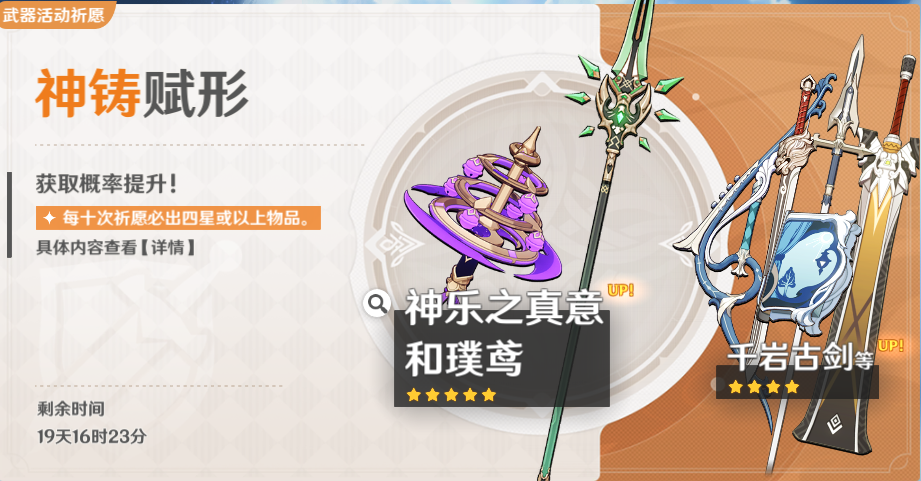 武器活动祈愿
神铸赋形
获取概率提升！
每十次祈愿必出四星或以上物品。
具体内容查看【详情】
剩余时间
19天16时23分
UP!
神乐之真意
和璞鸢
UP!
千岩古剑等